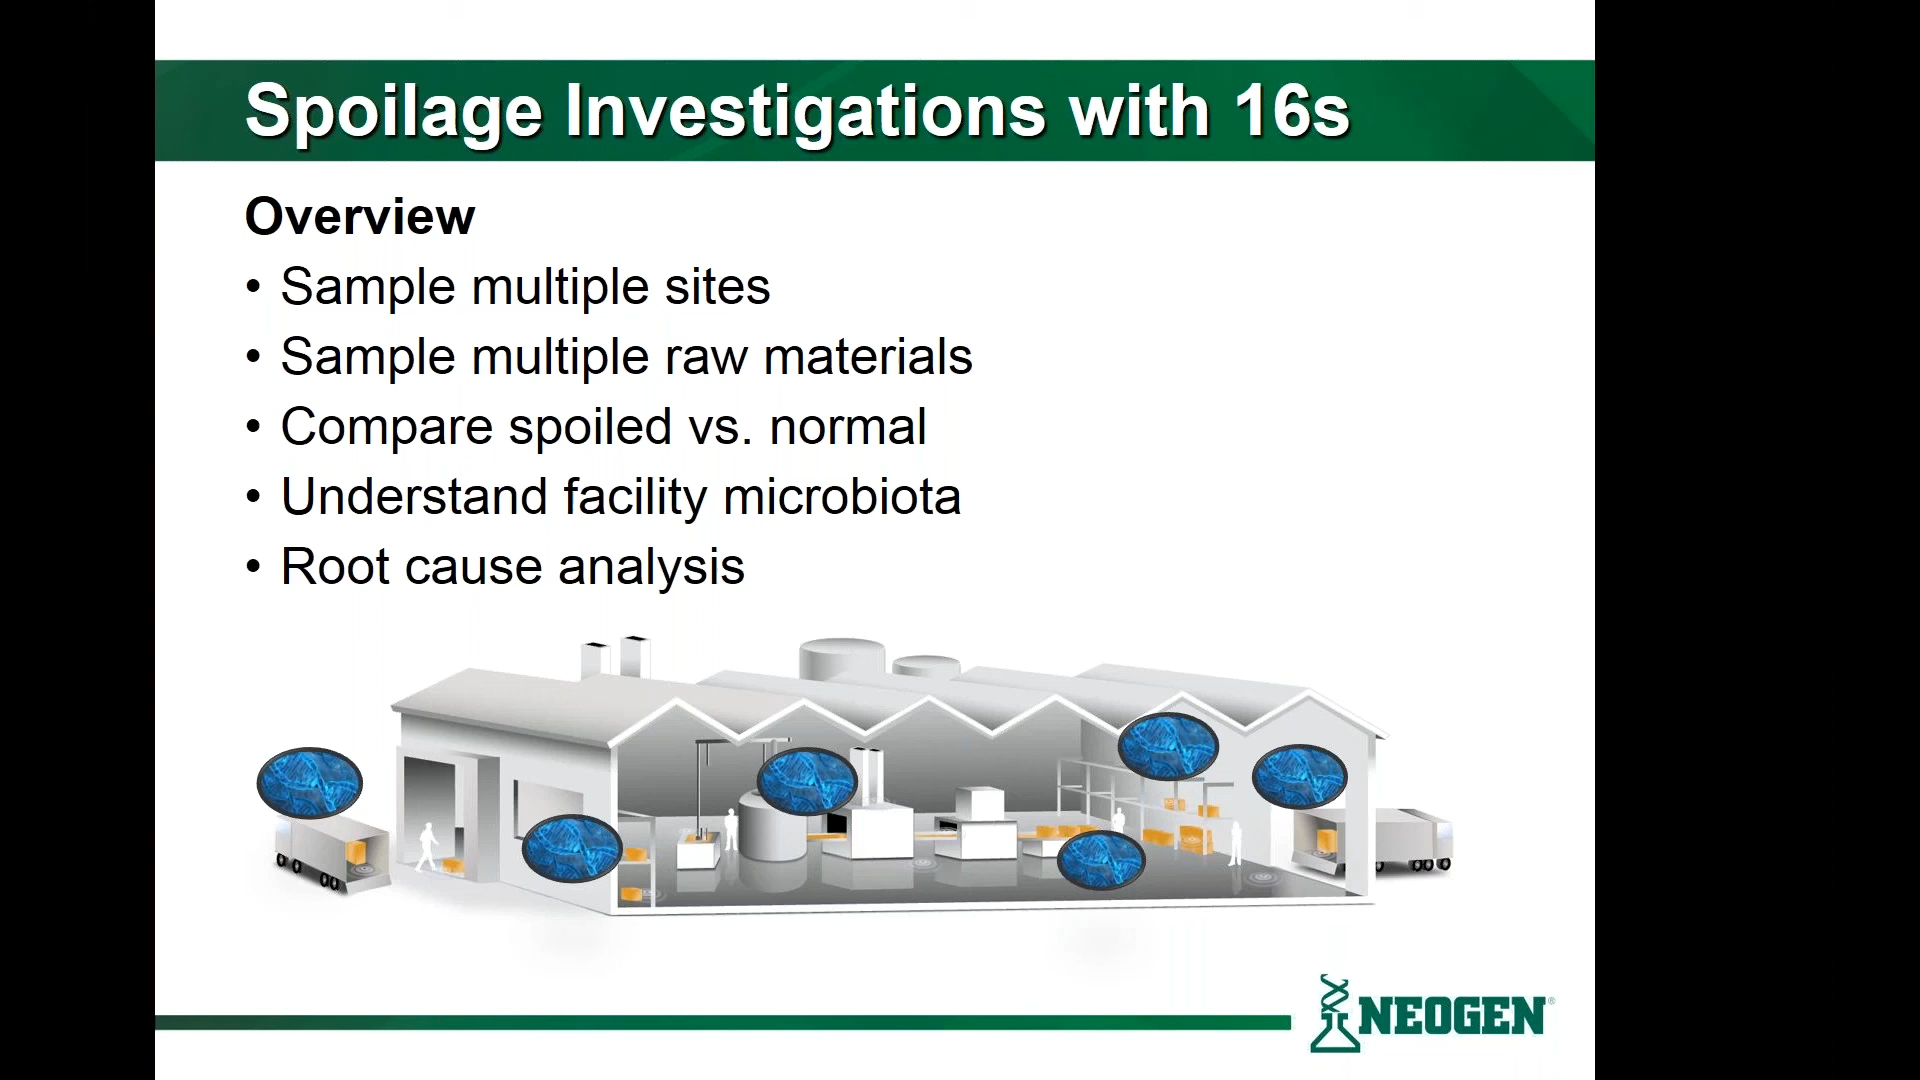 Spoilage Investigations with 16s
Overview
• Sample multiple sites
• Sample multiple raw materials
• Compare spoiled vs. normal
• Understand facility microbiota
• Root cause analysis
NEOGEN®